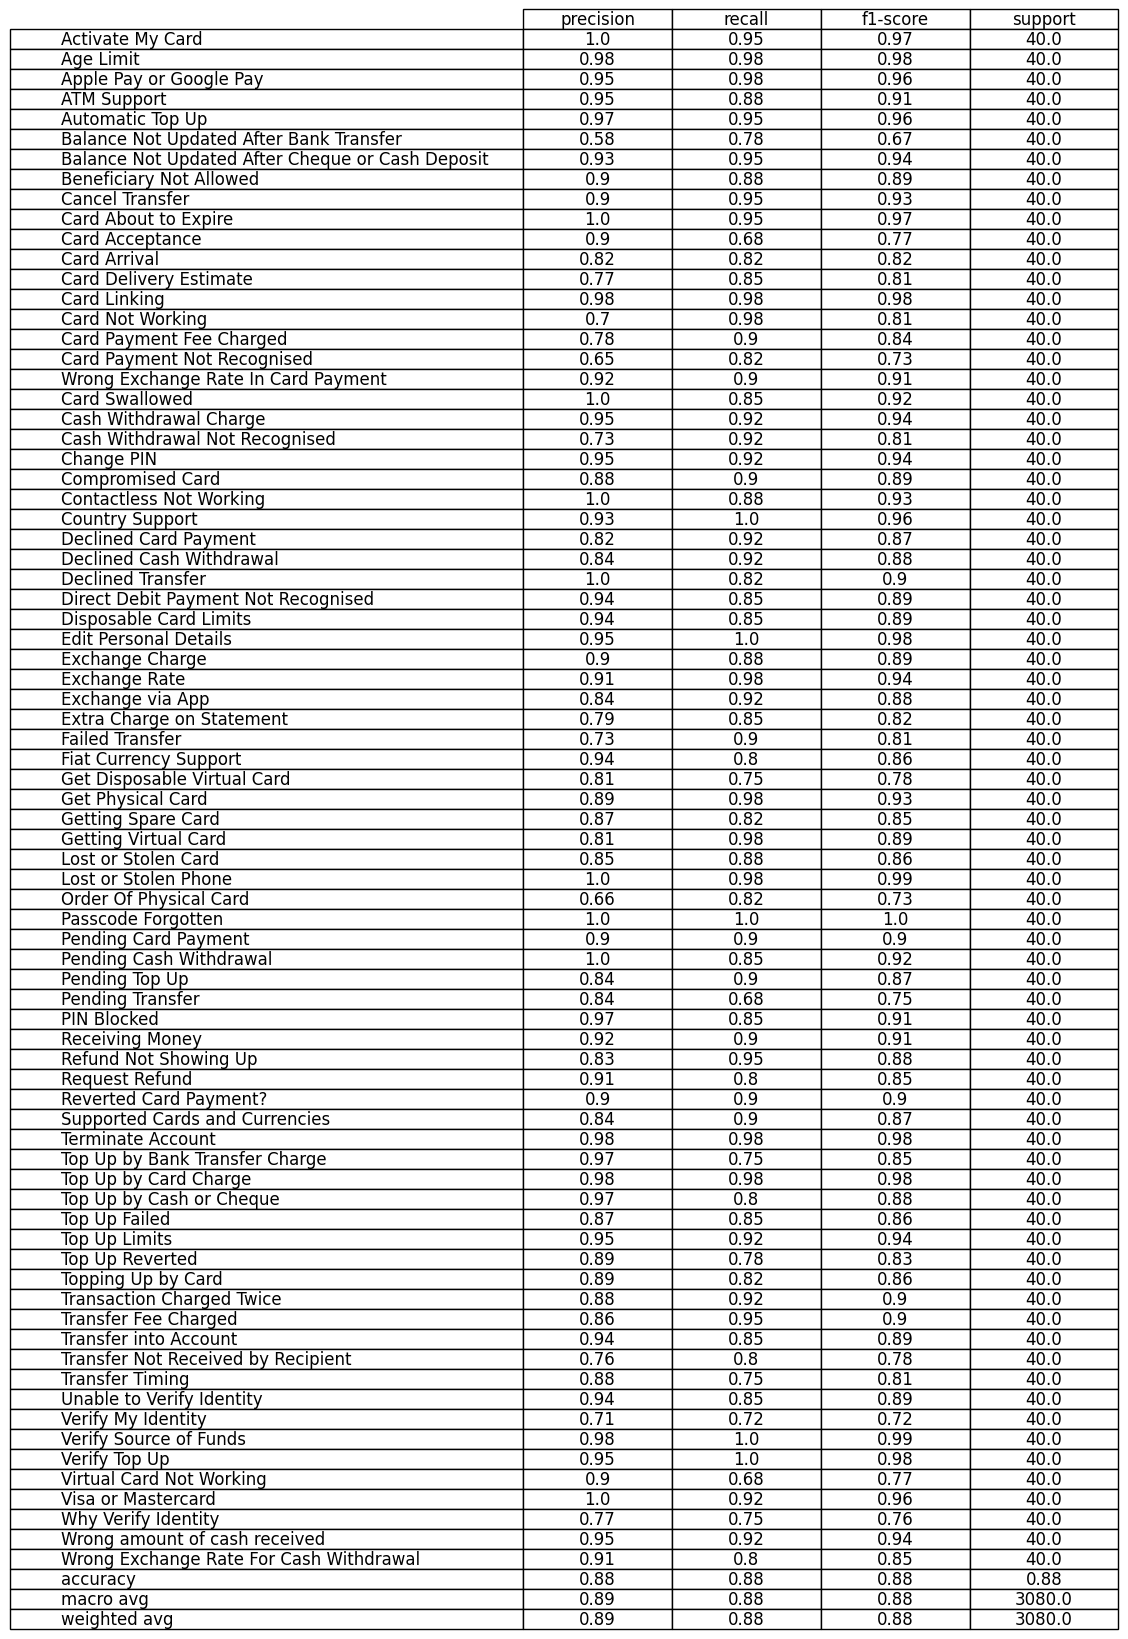 precision recall f1-score support
Activate My Card 1.0 0.95 0.97 40.0
Age Limit 0.98 0.98 0.98 40.0
Apple Pay or Google Pay 0.95 0.98 0.96 40.0
ATM Support 0.95 0.88 0.91 40.0
Automatic Top Up 0.97 0.95 0.96 40.0
Balance Not Updated After Bank Transfer 0.58 0.78 0.67 40.0
Balance Not Updated After Cheque or Cash Deposit 0.93 0.95 0.94 40.0
Beneficiary Not Allowed 0.9 0.88 0.89 40.0
Cancel Transfer 0.9 0.95 0.93 40.0
Card About to Expire 1.0 0.95 0.97 40.0
Card Acceptance 0.9 0.68 0.77 40.0
Card Arrival 0.82 0.82 0.82 40.0
Card Delivery Estimate 0.77 0.85 0.81 40.0
Card Linking 0.98 0.98 0.98 40.0
Card Not Working 0.7 0.98 0.81 40.0
Card Payment Fee Charged 0.78 0.9 0.84 40.0
Card Payment Not Recognised 0.65 0.82 0.73 40.0
Wrong Exchange Rate In Card Payment 0.92 0.9 0.91 40.0
Card Swallowed 1.0 0.85 0.92 40.0
Cash Withdrawal Charge 0.95 0.92 0.94 40.0
Cash Withdrawal Not Recognised 0.73 0.92 0.81 40.0
Change PIN 0.95 0.92 0.94 40.0
Compromised Card 0.88 0.9 0.89 40.0
Contactless Not Working 1.0 0.88 0.93 40.0
Country Support 0.93 1.0 0.96 40.0
Declined Card Payment 0.82 0.92 0.87 40.0
Declined Cash Withdrawal 0.84 0.92 0.88 40.0
Declined Transfer 1.0 0.82 0.9 40.0
Direct Debit Payment Not Recognised 0.94 0.85 0.89 40.0
Disposable Card Limits 0.94 0.85 0.89 40.0
Edit Personal Details 0.95 1.0 0.98 40.0
Exchange Charge 0.9 0.88 0.89 40.0
Exchange Rate 0.91 0.98 0.94 40.0
Exchange via App 0.84 0.92 0.88 40.0
Extra Charge on Statement 0.79 0.85 0.82 40.0
Failed Transfer 0.73 0.9 0.81 40.0
Fiat Currency Support 0.94 0.8 0.86 40.0
Get Disposable Virtual Card 0.81 0.75 0.78 40.0
Get Physical Card 0.89 0.98 0.93 40.0
Getting Spare Card 0.87 0.82 0.85 40.0
Getting Virtual Card 0.81 0.98 0.89 40.0
Lost or Stolen Card 0.85 0.88 0.86 40.0
Lost or Stolen Phone 1.0 0.98 0.99 40.0
Order Of Physical Card 0.66 0.82 0.73 40.0
Passcode Forgotten 1.0 1.0 1.0 40.0
Pending Card Payment 0.9 0.9 0.9 40.0
Pending Cash Withdrawal 1.0 0.85 0.92 40.0
Pending Top Up 0.84 0.9 0.87 40.0
Pending Transfer 0.84 0.68 0.75 40.0
PIN Blocked 0.97 0.85 0.91 40.0
Receiving Money 0.92 0.9 0.91 40.0
Refund Not Showing Up 0.83 0.95 0.88 40.0
Request Refund 0.91 0.8 0.85 40.0
Reverted Card Payment? 0.9 0.9 0.9 40.0
Supported Cards and Currencies 0.84 0.9 0.87 40.0
Terminate Account 0.98 0.98 0.98 40.0
Top Up by Bank Transfer Charge 0.97 0.75 0.85 40.0
Top Up by Card Charge 0.98 0.98 0.98 40.0
Top Up by Cash or Cheque 0.97 0.8 0.88 40.0
Top Up Failed 0.87 0.85 0.86 40.0
Top Up Limits 0.95 0.92 0.94 40.0
Top Up Reverted 0.89 0.78 0.83 40.0
Topping Up by Card 0.89 0.82 0.86 40.0
Transaction Charged Twice 0.88 0.92 0.9 40.0
Transfer Fee Charged 0.86 0.95 0.9 40.0
Transfer into Account 0.94 0.85 0.89 40.0
Transfer Not Received by Recipient 0.76 0.8 0.78 40.0
Transfer Timing 0.88 0.75 0.81 40.0
Unable to Verify Identity 0.94 0.85 0.89 40.0
Verify My Identity 0.71 0.72 0.72 40.0
Verify Source of Funds 0.98 1.0 0.99 40.0
Verify Top Up 0.95 1.0 0.98 40.0
Virtual Card Not Working 0.9 0.68 0.77 40.0
Visa or Mastercard 1.0 0.92 0.96 40.0
Why Verify Identity 0.77 0.75 0.76 40.0
Wrong amount of cash received 0.95 0.92 0.94 40.0
Wrong Exchange Rate For Cash Withdrawal 0.91 0.8 0.85 40.0
accuracy 0.88 0.88 0.88 0.88
macro avg 0.89 0.88 0.88 3080.0
weighted avg 0.89 0.88 0.88 3080.0